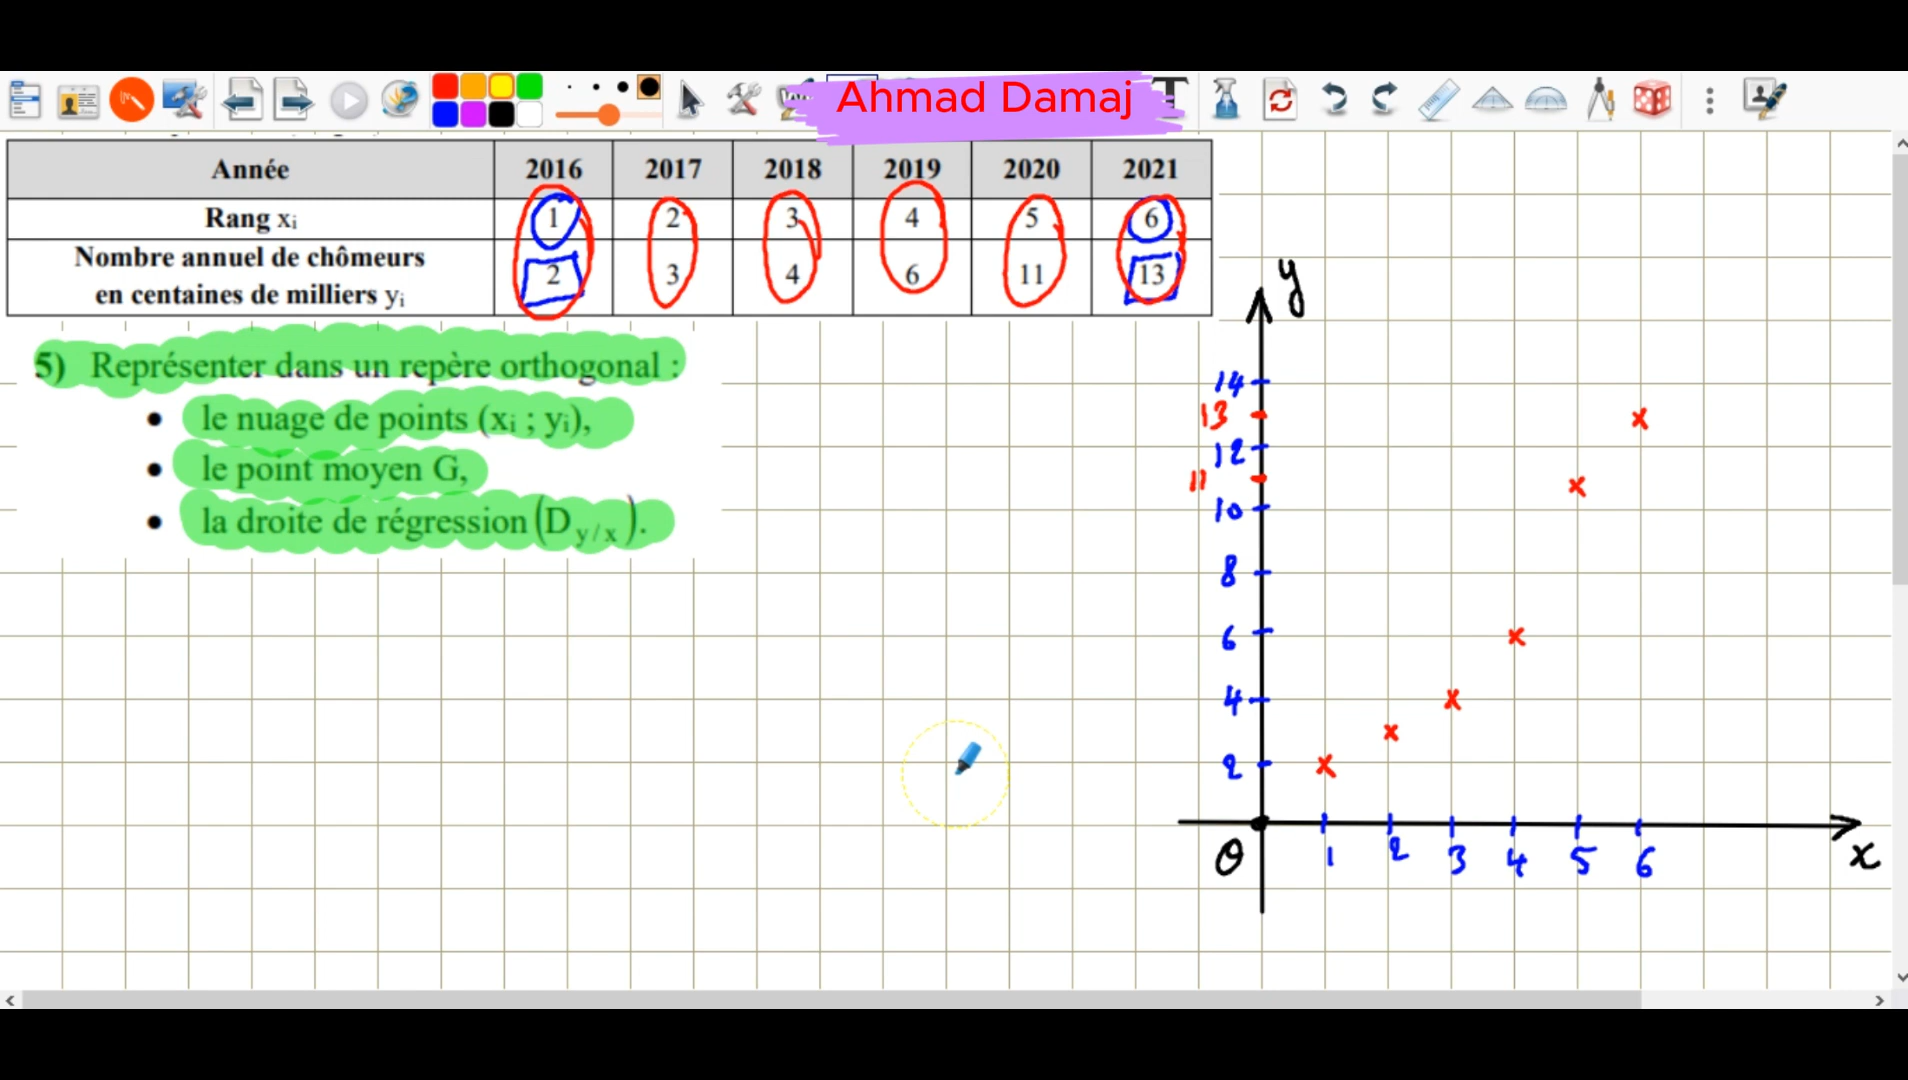 Ahmad Damaj
Année 2016 2017 2018 2019 2020 2021
Rang xᵢ 1 2 3 4 5 6
Nombre annuel de chômeurs
en centaines de milliers yᵢ 2 3 4 6 11 13
5) Représenter dans un repère orthogonal :
• le nuage de points (xᵢ ; yᵢ),
• le point moyen G,
• la droite de régression (D y/x).
y
14
13
12
11
10
8
6
4
2
O 1 2 3 4 5 6 x